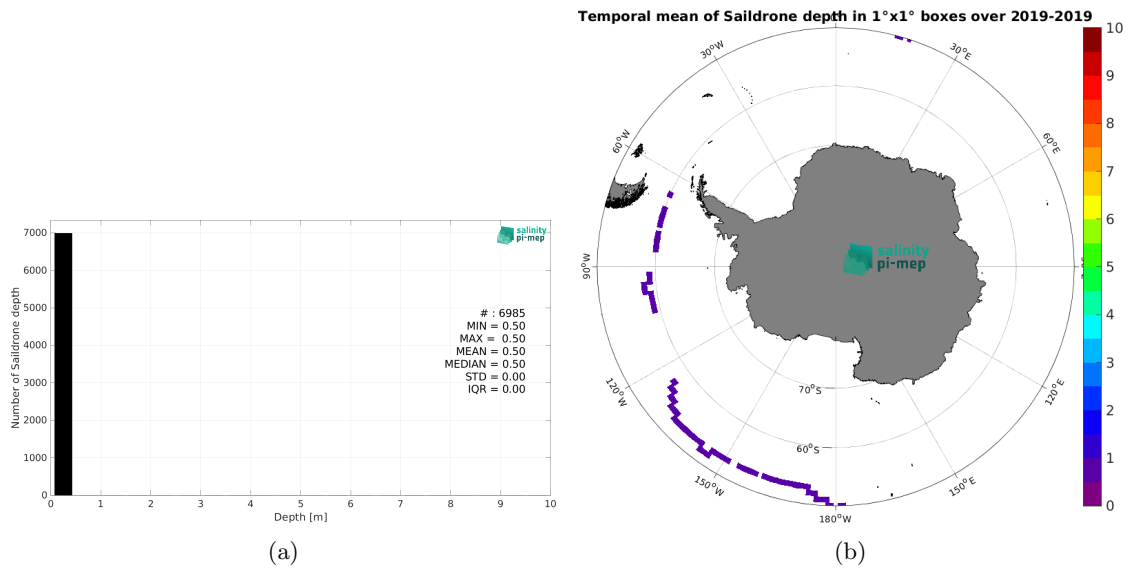 7000
6000
5000
4000
3000
2000
1000
0
Number of Saildrone depth
salinity
pi-mep
# : 6985
MIN = 0.50
MAX =  0.50
MEAN = 0.50
MEDIAN = 0.50
STD = 0.00
IQR = 0.00
0 1 2 3 4 5 6 7 8 9 10
Depth [m]
(a)
Temporal mean of Saildrone depth in 1°x1° boxes over 2019-2019
30°W
30°E
60°W
60°E
90°W
120°W
120°E
150°W
150°E
180°W
70°S
60°S
salinity
pi-mep
10
9
8
7
6
5
4
3
2
1
0
(b)